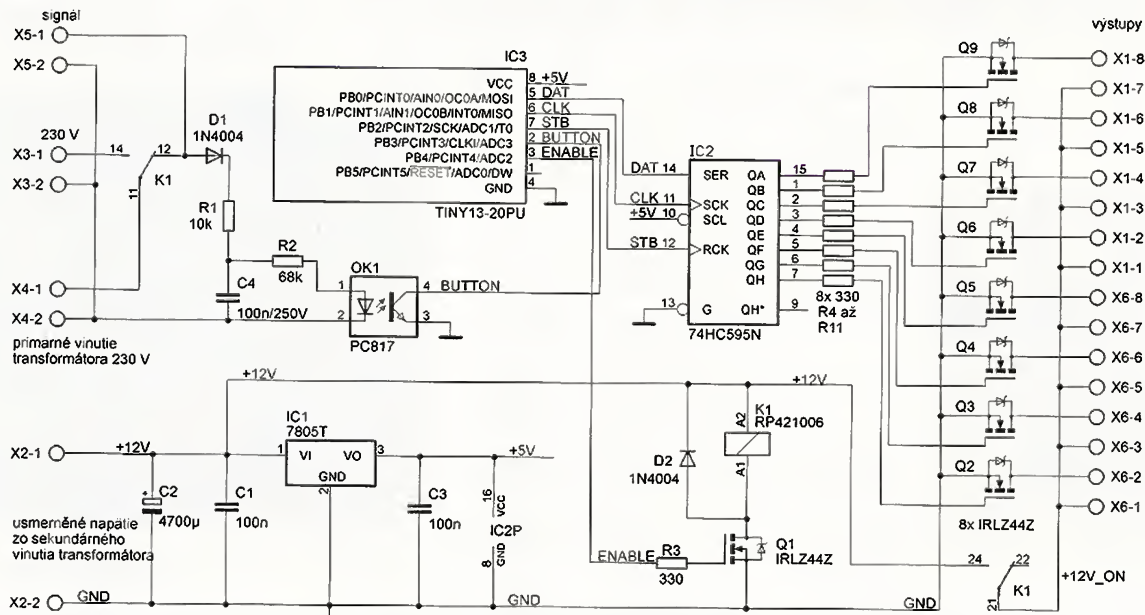 signál
X5-1
X5-2
230 V
X3-1
X3-2
14
12
11
K1
D1
1N4004
R1
10k
R2
68k
C4
100n/250V
X4-1
X4-2
primárné vinutie
transformátora 230 V
OK1
1
2
4
3
BUTTON
PC817
IC3
VCC
PB0/PCINT0/AIN0/OC0A/MOSI
PB1/PCINT1/AIN1/OC0B/INT0/MISO
PB2/PCINT2/SCK/ADC1/T0
PB3/PCINT3/CLKI/ADC3
PB4/PCINT4/ADC2
PB5/PCINT5/RESET/ADC0/DW
GND
8 +5V
5 DAT
6 CLK
7 STB
2 BUTTON
3 ENABLE
1
4
TINY13-20PU
IC2
DAT 14
CLK 11
+5V 10
STB 12
13
SER
SCK
SCL
RCK
G
QA
QB
QC
QD
QE
QF
QG
QH
QH*
15
1
2
3
4
5
6
7
9
8x 330
R4 až
R11
74HC595N
výstupy
Q9
Q8
Q7
Q6
Q5
Q4
Q3
Q2
8x IRLZ44Z
X1-8
X1-7
X1-6
X1-5
X1-4
X1-3
X1-2
X1-1
X6-8
X6-7
X6-6
X6-5
X6-4
X6-3
X6-2
X6-1
+12V
+12V
X2-1
+12V
IC1
7805T
1
VI
VO
3
GND
2
+5V
C2
4700µ
+
C1
100n
C3
100n
16
VCC
IC2P
GND
8
usmerněné napätie
zo sekundárného
vinutia transformátora
X2-2
GND
GND
GND
D2
1N4004
A2
K1
RP421006
A1
ENABLE
R3
330
Q1
IRLZ44Z
24
22
21
K1
+12V_ON